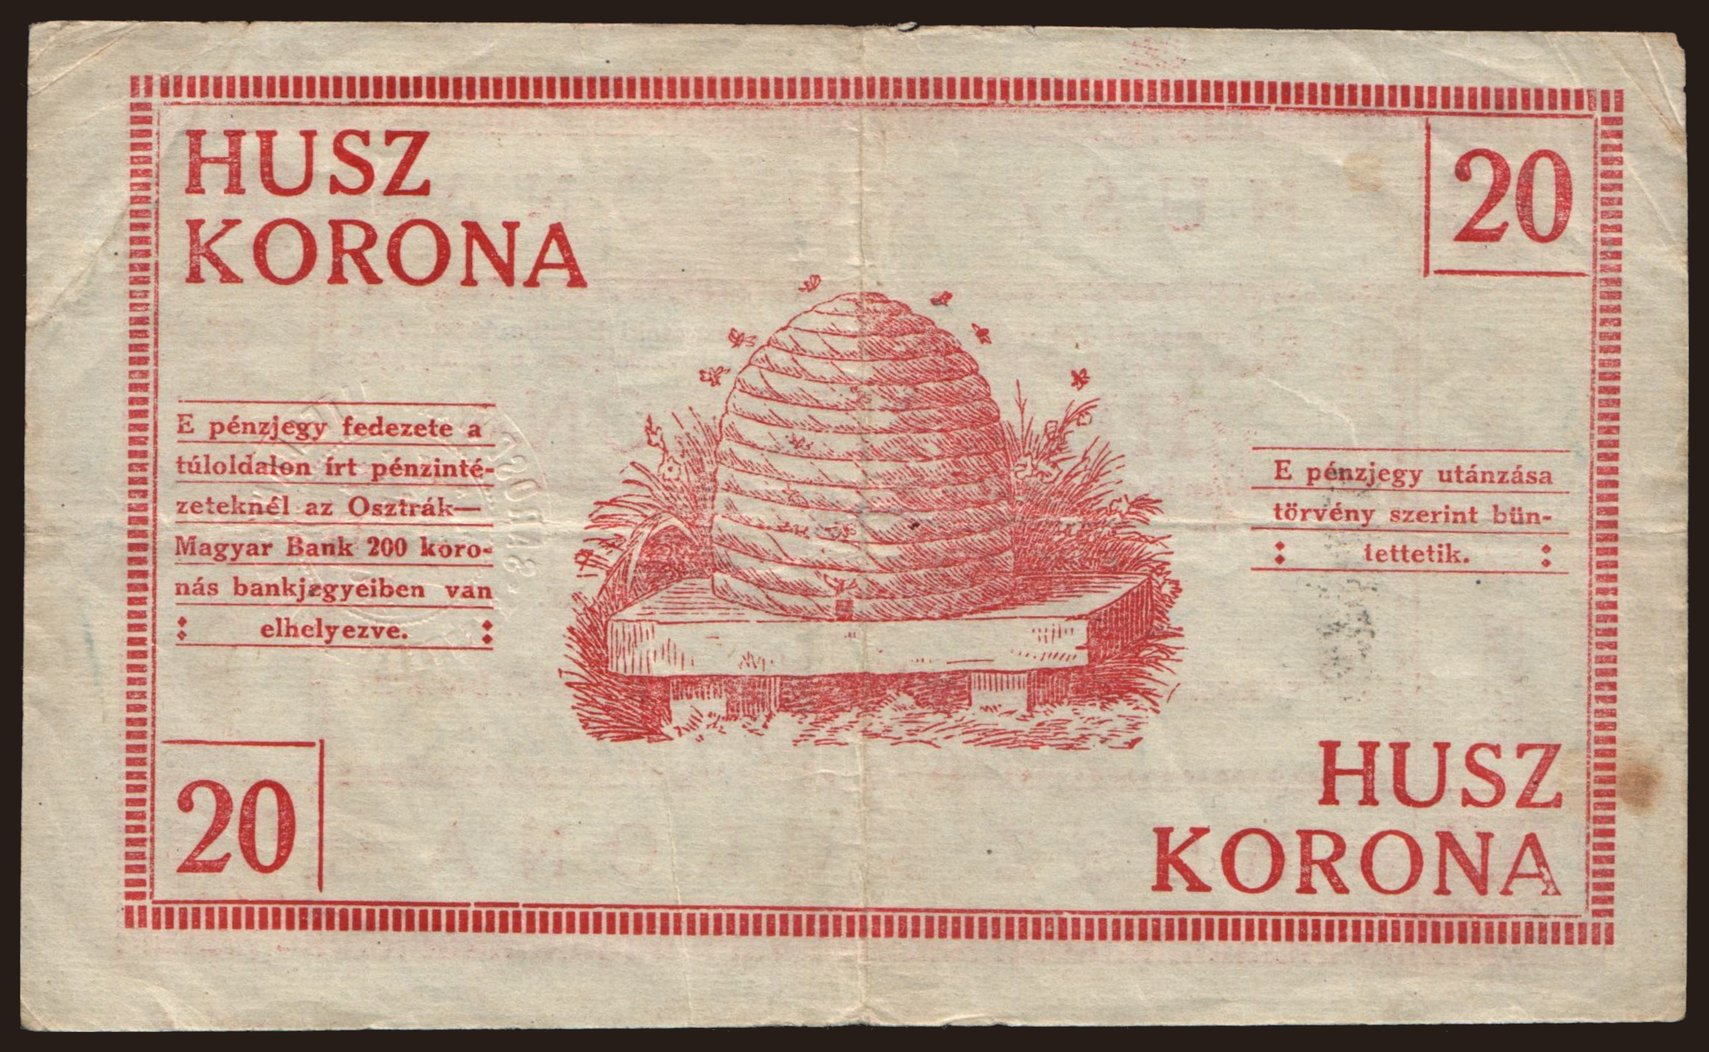 HUSZ
KORONA
20
E pénzjegy fedezete a
túloldalon írt pénzinté-
zeteknél az Osztrák—
Magyar Bank 200 koro-
nás bankjegyeiben van
elhelyezve.
E pénzjegy utánzása
törvény szerint bün-
tettetik.
20
HUSZ
KORONA